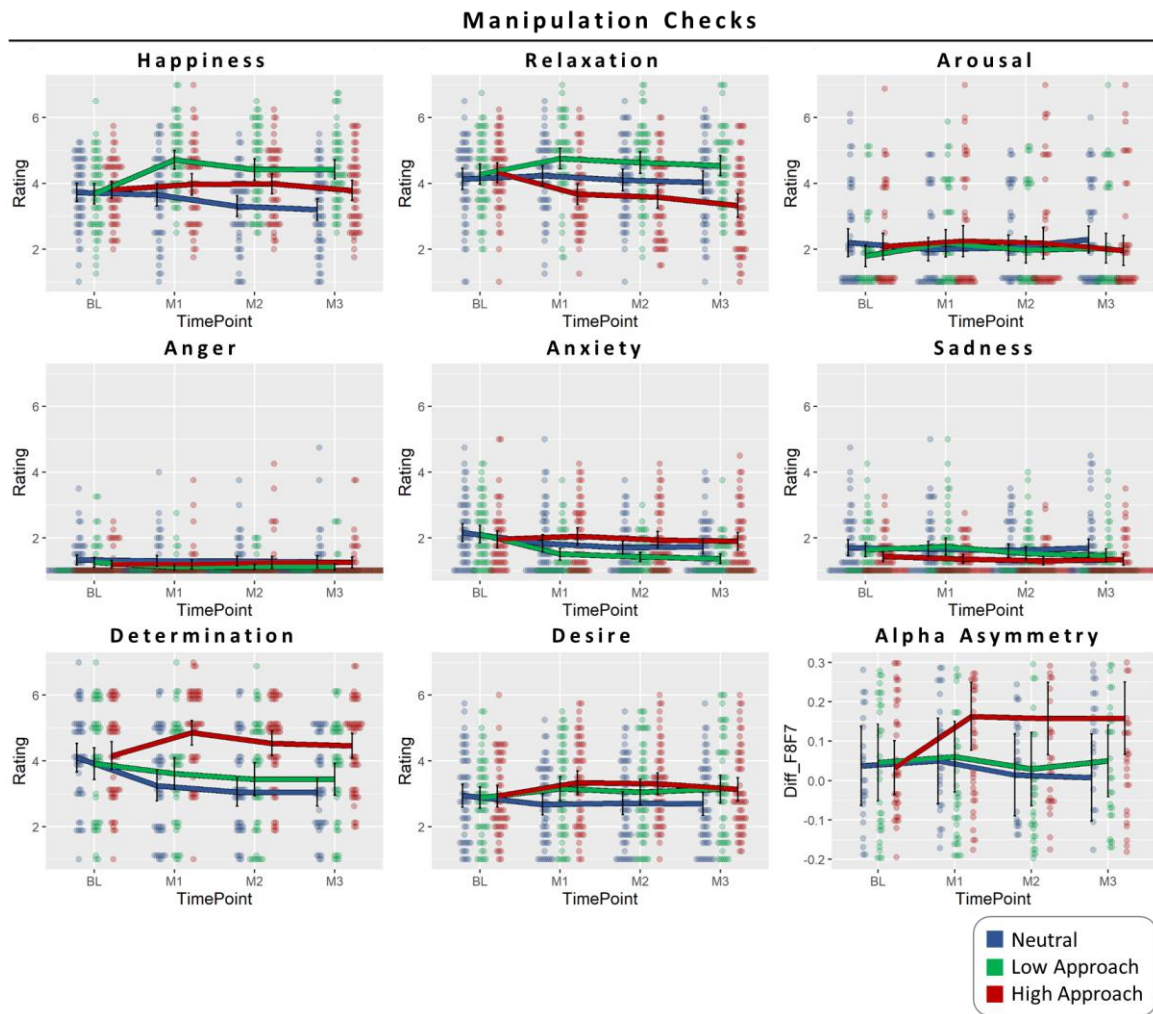 Manipulation Checks
Happiness
Rating
6
4
2
BL M1 M2 M3
TimePoint
Relaxation
Rating
6
4
2
BL M1 M2 M3
TimePoint
Arousal
Rating
6
4
2
BL M1 M2 M3
TimePoint
Anger
Rating
6
4
2
BL M1 M2 M3
TimePoint
Anxiety
Rating
6
4
2
BL M1 M2 M3
TimePoint
Sadness
Rating
6
4
2
BL M1 M2 M3
TimePoint
Determination
Rating
6
4
2
BL M1 M2 M3
TimePoint
Desire
Rating
6
4
2
BL M1 M2 M3
TimePoint
Alpha Asymmetry
Diff_F8F7
0.3
0.2
0.1
0.0
-0.1
-0.2
BL M1 M2 M3
TimePoint
Neutral
Low Approach
High Approach